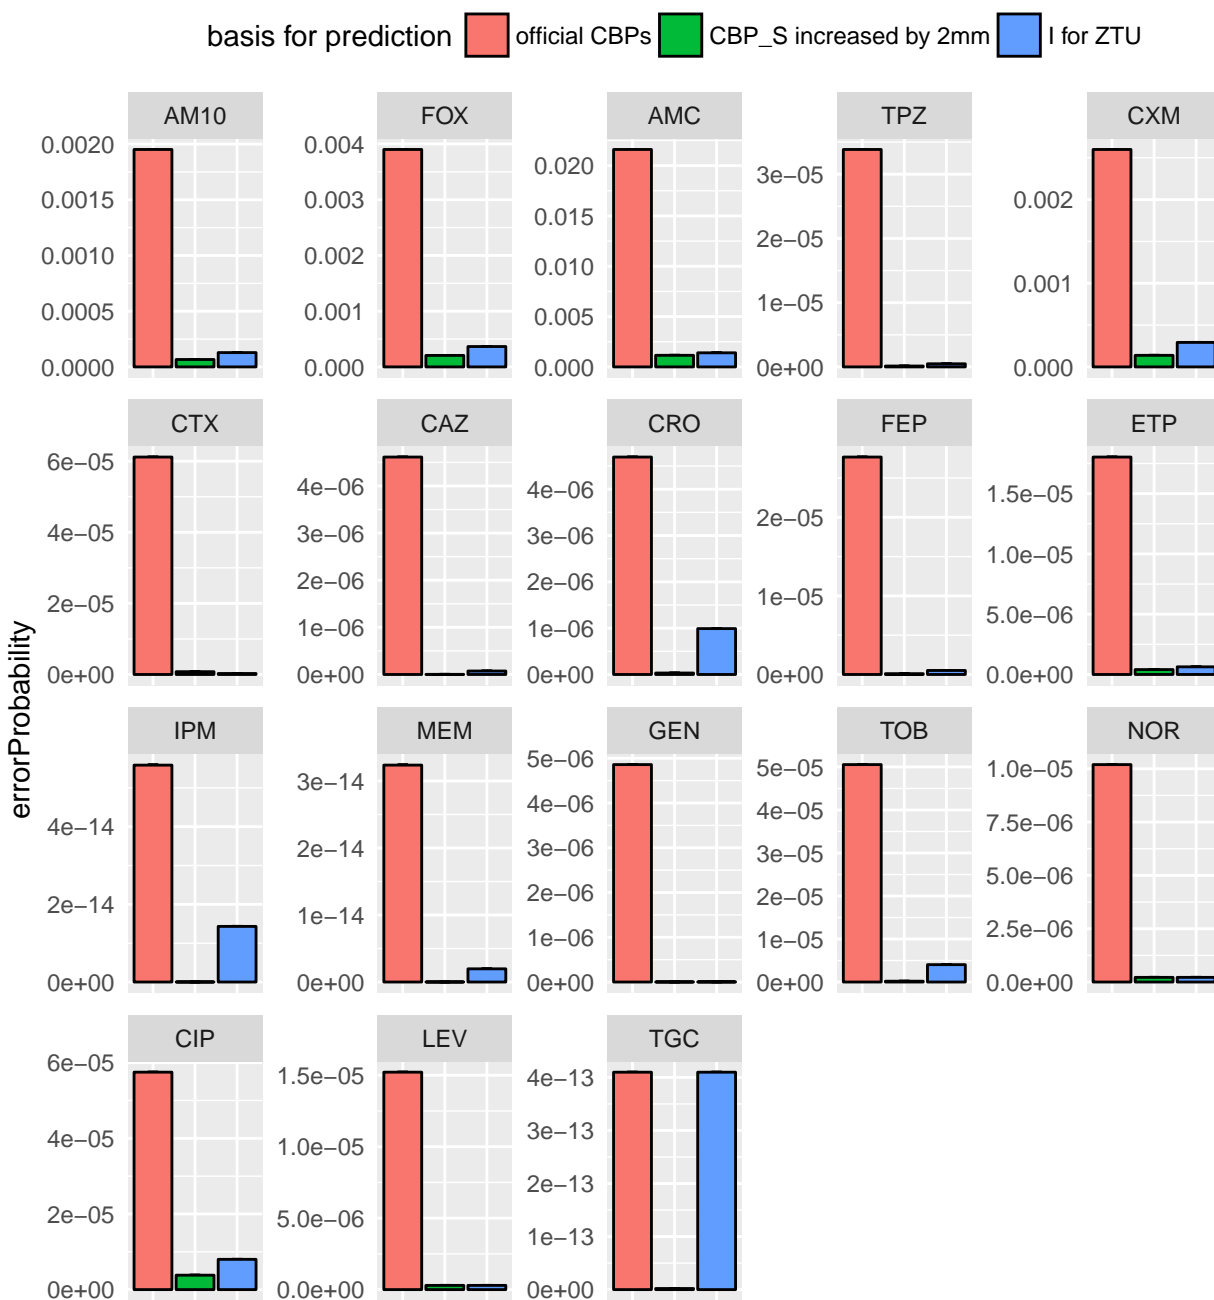 basis for prediction official CBPs CBP_S increased by 2mm I for ZTU
errorProbability
AM10 FOX AMC TPZ CXM
0.0020 0.004 0.020 3e−05 0.002
0.0015 0.003 0.015 2e−05 0.001
0.0010 0.002 0.010 1e−05 0.000
0.0005 0.001 0.005 0e+00
0.0000 0.000 0.000
CTX CAZ CRO FEP ETP
6e−05 4e−06 4e−06 2e−05 1.5e−05
4e−05 3e−06 3e−06 1e−05 1.0e−05
2e−05 2e−06 2e−06 0e+00 5.0e−06
0e+00 1e−06 1e−06 0.0e+00
0e+00 0e+00
IPM MEM GEN TOB NOR
4e−14 3e−14 5e−06 5e−05 1.0e−05
2e−14 2e−14 4e−06 4e−05 7.5e−06
0e+00 1e−14 3e−06 3e−05 5.0e−06
0e+00 2e−06 2e−05 2.5e−06
1e−06 1e−05 0.0e+00
0e+00 0e+00
CIP LEV TGC
6e−05 1.5e−05 4e−13
4e−05 1.0e−05 3e−13
2e−05 5.0e−06 2e−13
0e+00 0.0e+00 1e−13
0e+00